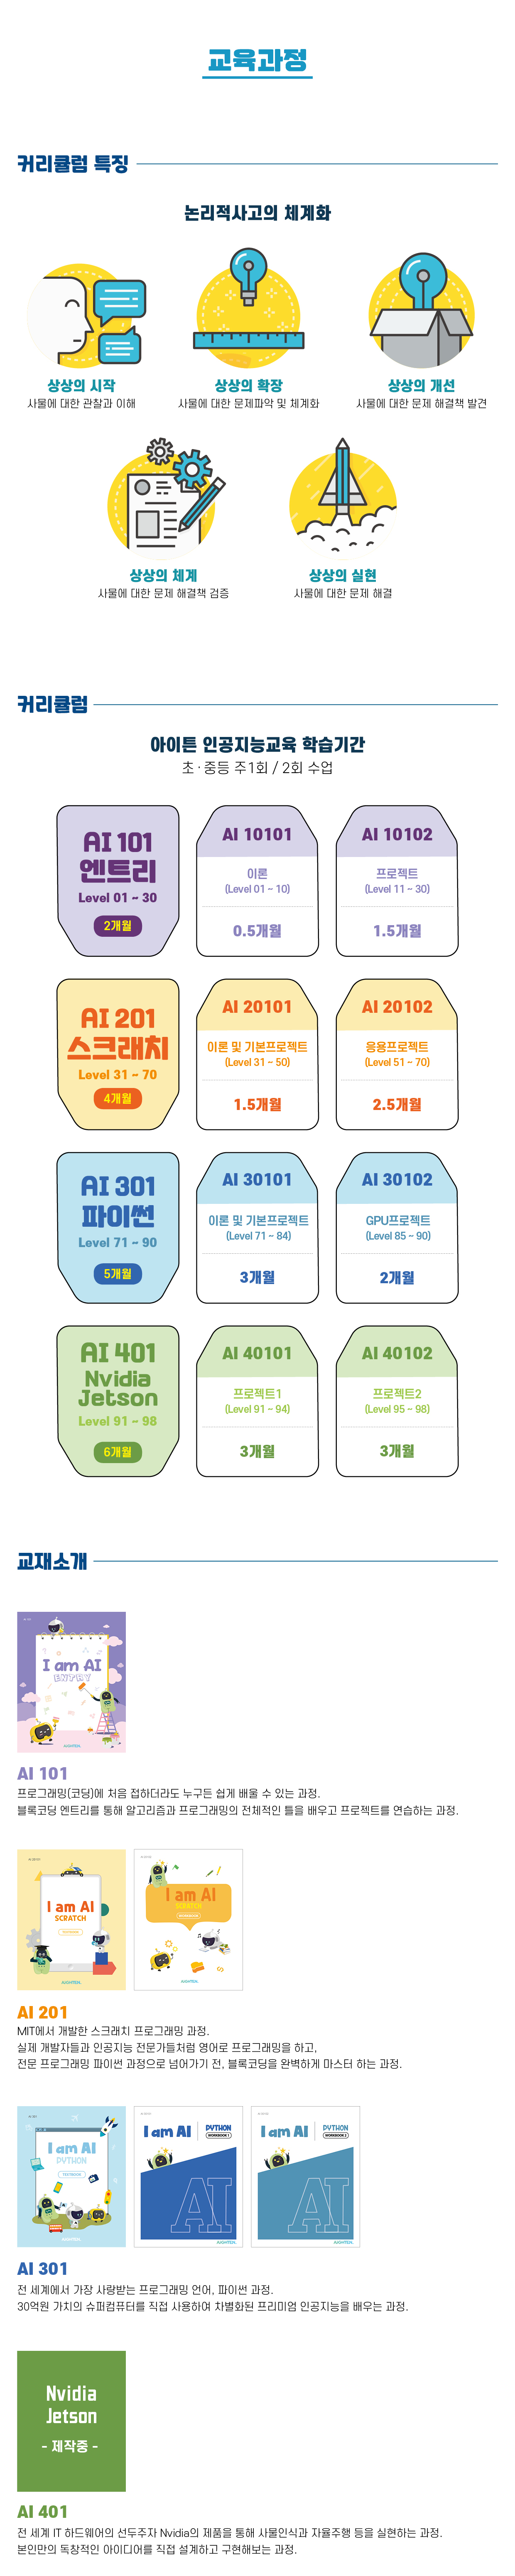 교육과정
커리큘럼 특징
논리적사고의 체계화
상상의 시작
사물에 대한 관찰과 이해
상상의 확장
사물에 대한 문제파악 및 체계화
상상의 개선
사물에 대한 문제 해결책 발견
상상의 체계
사물에 대한 문제 해결책 검증
상상의 실현
사물에 대한 문제 해결
커리큘럼
아이튼 인공지능교육 학습기간
초·중등 주1회 / 2회 수업
AI 101
엔트리
Level 01 ~ 30
2개월
AI 10101
이론
(Level 01 ~ 10)
0.5개월
AI 10102
프로젝트
(Level 11 ~ 30)
1.5개월
AI 201
스크래치
Level 31 ~ 70
4개월
AI 20101
이론 및 기본프로젝트
(Level 31 ~ 50)
1.5개월
AI 20102
응용프로젝트
(Level 51 ~ 70)
2.5개월
AI 301
파이썬
Level 71 ~ 90
5개월
AI 30101
이론 및 기본프로젝트
(Level 71 ~ 84)
3개월
AI 30102
GPU프로젝트
(Level 85 ~ 90)
2개월
AI 401
Nvidia
Jetson
Level 91 ~ 98
6개월
AI 40101
프로젝트1
(Level 91 ~ 94)
3개월
AI 40102
프로젝트2
(Level 95 ~ 98)
3개월
교재소개
I am AI
ENTRY
AI 101
프로그래밍(코딩)에 처음 접하더라도 누구든 쉽게 배울 수 있는 과정.
블록코딩 엔트리를 통해 알고리즘과 프로그래밍의 전체적인 틀을 배우고 프로젝트를 연습하는 과정.
I am AI
SCRATCH
I am AI
SCRATCH
WORKBOOK
AI 201
MIT에서 개발한 스크래치 프로그래밍 과정.
실제 개발자들과 인공지능 전문가들처럼 영어로 프로그래밍을 하고,
전문 프로그래밍 파이썬 과정으로 넘어가기 전, 블록코딩을 완벽하게 마스터 하는 과정.
I am AI
PYTHON
TEXTBOOK
I am AI
PYTHON
WORKBOOK 1
AI
I am AI
PYTHON
WORKBOOK 2
AI
AI 301
전 세계에서 가장 사랑받는 프로그래밍 언어, 파이썬 과정.
30억원 가치의 슈퍼컴퓨터를 직접 사용하여 차별화된 프리미엄 인공지능을 배우는 과정.
Nvidia
Jetson
- 제작중 -
AI 401
전 세계 IT 하드웨어의 선두주자 Nvidia의 제품을 통해 사물인식과 자율주행 등을 실현하는 과정.
본인만의 독창적인 아이디어를 직접 설계하고 구현해보는 과정.